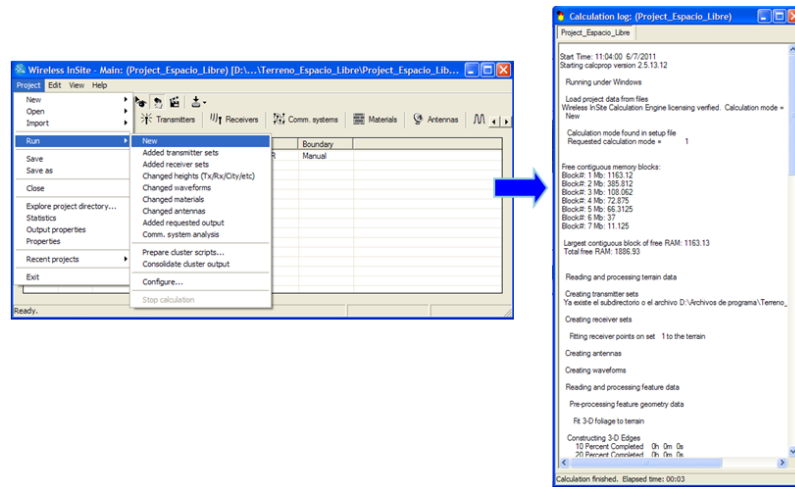 Wireless InSite - Main: (Project_Espacio_Libre) [D:\...\Terreno_Espacio_Libre\Project_Espacio_Lib...
Project Edit View Help
New
Open
Import
Run
Save
Save as
Close
Explore project directory...
Statistics
Output properties
Properties
Recent projects
Exit
Transmitters Receivers Comm. systems Materials Antennas
Boundary
R Manual
New
Added transmitter sets
Added receiver sets
Changed heights (Tx/Rx/City/etc)
Changed waveforms
Changed materials
Changed antennas
Added requested output
Comm. system analysis
Prepare cluster scripts...
Consolidate cluster output
Configure...
Stop calculation
Ready.
Calculation log: (Project_Espacio_Libre)
Project_Espacio_Libre
Start Time: 11:04:00 6/7/2011
Starting calcprop version 2.5.13.12
Running under Windows
Load project data from files
Wireless InSite Calculation Engine licensing verified. Calculation mode =
New
Calculation mode found in setup file
Requested calculation mode = 1
Free contiguous memory blocks:
Block#: 1 Mb: 1163.12
Block#: 2 Mb: 385.812
Block#: 3 Mb: 108.062
Block#: 4 Mb: 72.875
Block#: 5 Mb: 66.3125
Block#: 6 Mb: 37
Block#: 7 Mb: 11.125
Largest contiguous block of free RAM: 1163.13
Total free RAM: 1886.93
Reading and processing terrain data
Creating transmitter sets
Ya existe el subdirectorio o el archivo D:\Archivos de programa\Terreno_
Creating receiver sets
Fitting receiver points on set 1 to the terrain
Creating antennas
Creating waveforms
Reading and processing feature data
Pre-processing feature geometry data
Fit 3-D foliage to terrain
Constructing 3-D Edges
10 Percent Completed 0h 0m 0s
20 Percent Completed 0h 0m 0s
Calculation finished. Elapsed time: 00:03